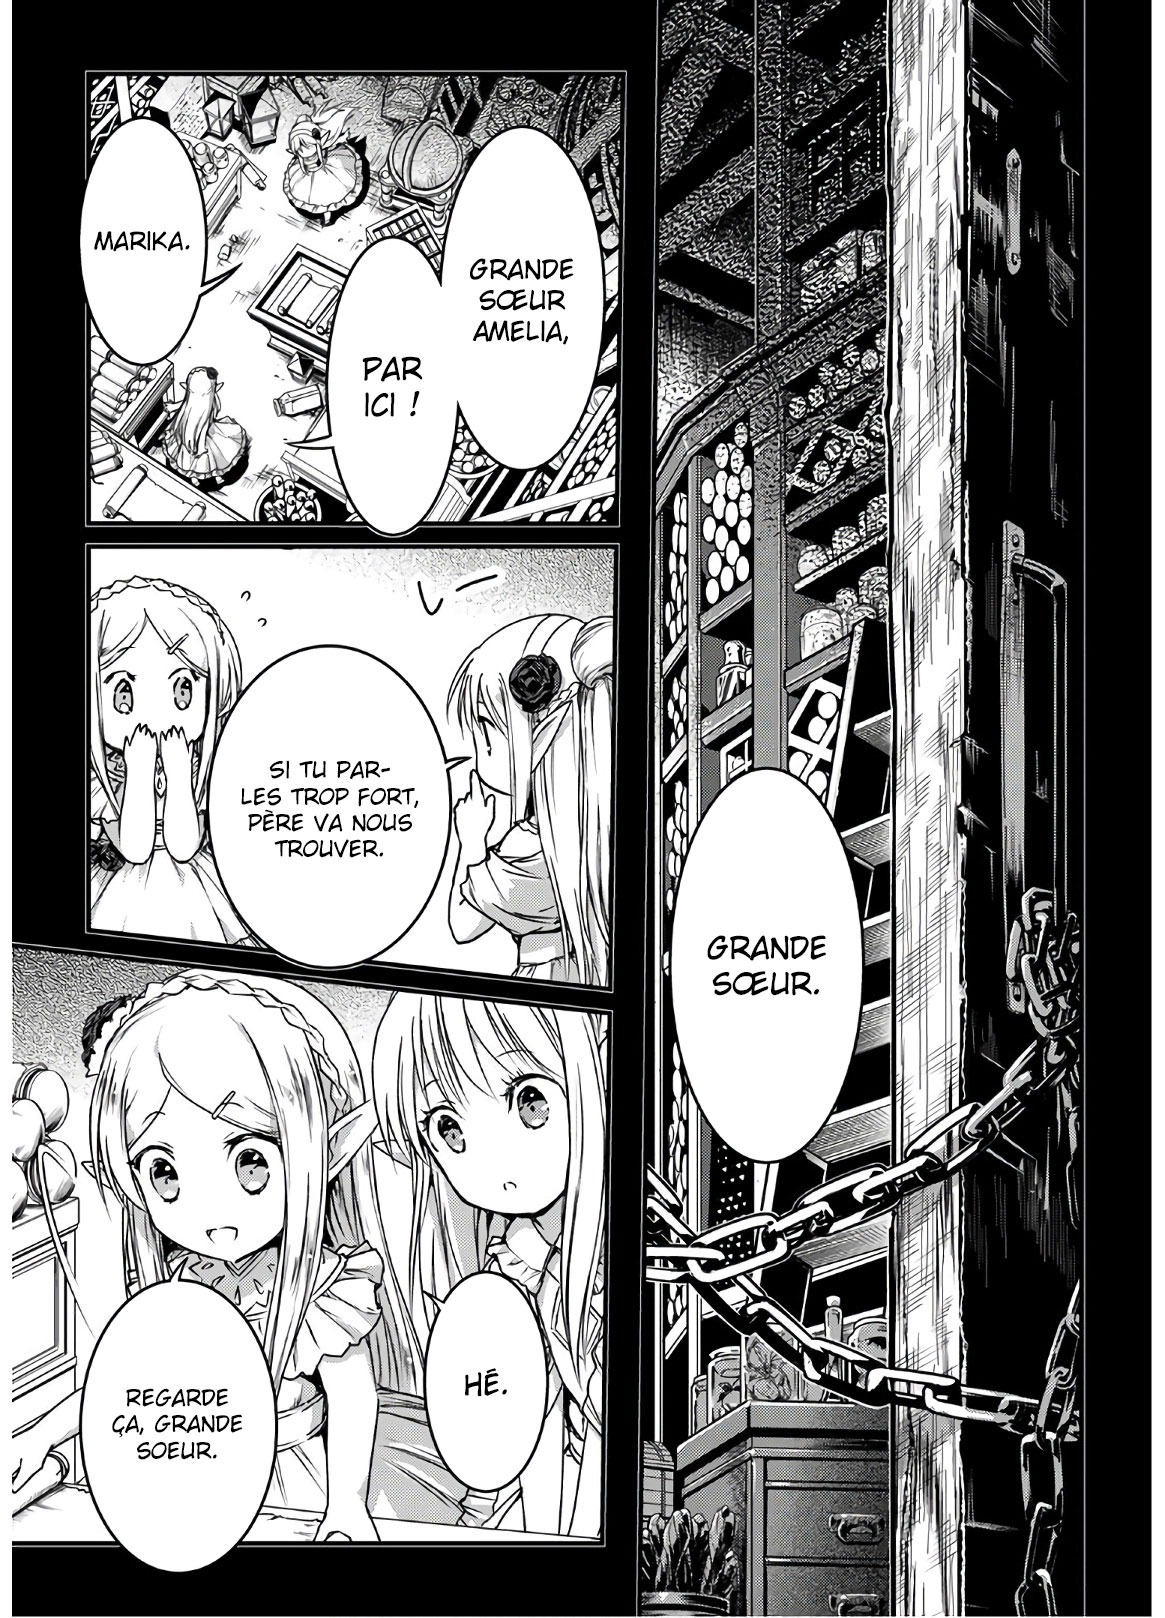 GRANDE
SŒUR.
GRANDE
SŒUR
AMELIA,
PAR
ICI !
MARIKA.
SI TU PAR-
LES TROP FORT,
PÈRE VA NOUS
TROUVER.
HÉ.
REGARDE
ÇA, GRANDE
SOEUR.